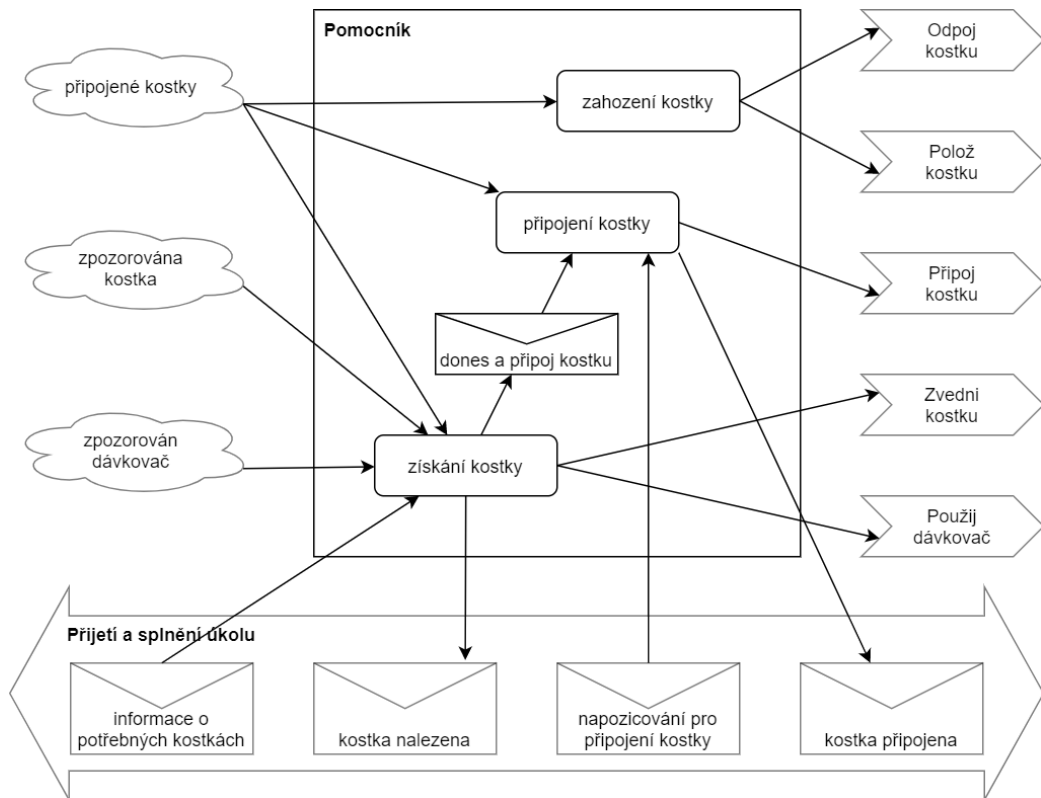 Pomocník
Odpoj
kostku
připojené kostky
zahození kostky
Polož
kostku
připojení kostky
zpozorována
kostka
Připoj
kostku
dones a připoj kostku
Zvedni
kostku
zpozorován
dávkovač
získání kostky
Použij
dávkovač
Přijetí a splnění úkolu
informace o
potřebných kostkách
kostka nalezena
napozicování pro
připojení kostky
kostka připojena